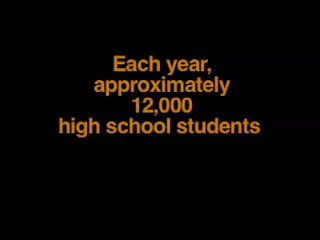 Each year,
approximately
12,000
high school students